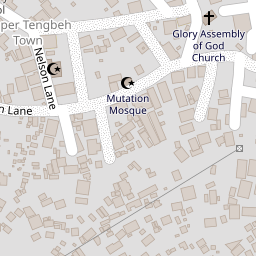 per Tengbeh
Town
Nelson Lane
Glory Assembly
of God
Church
Mutation
Mosque
n Lane